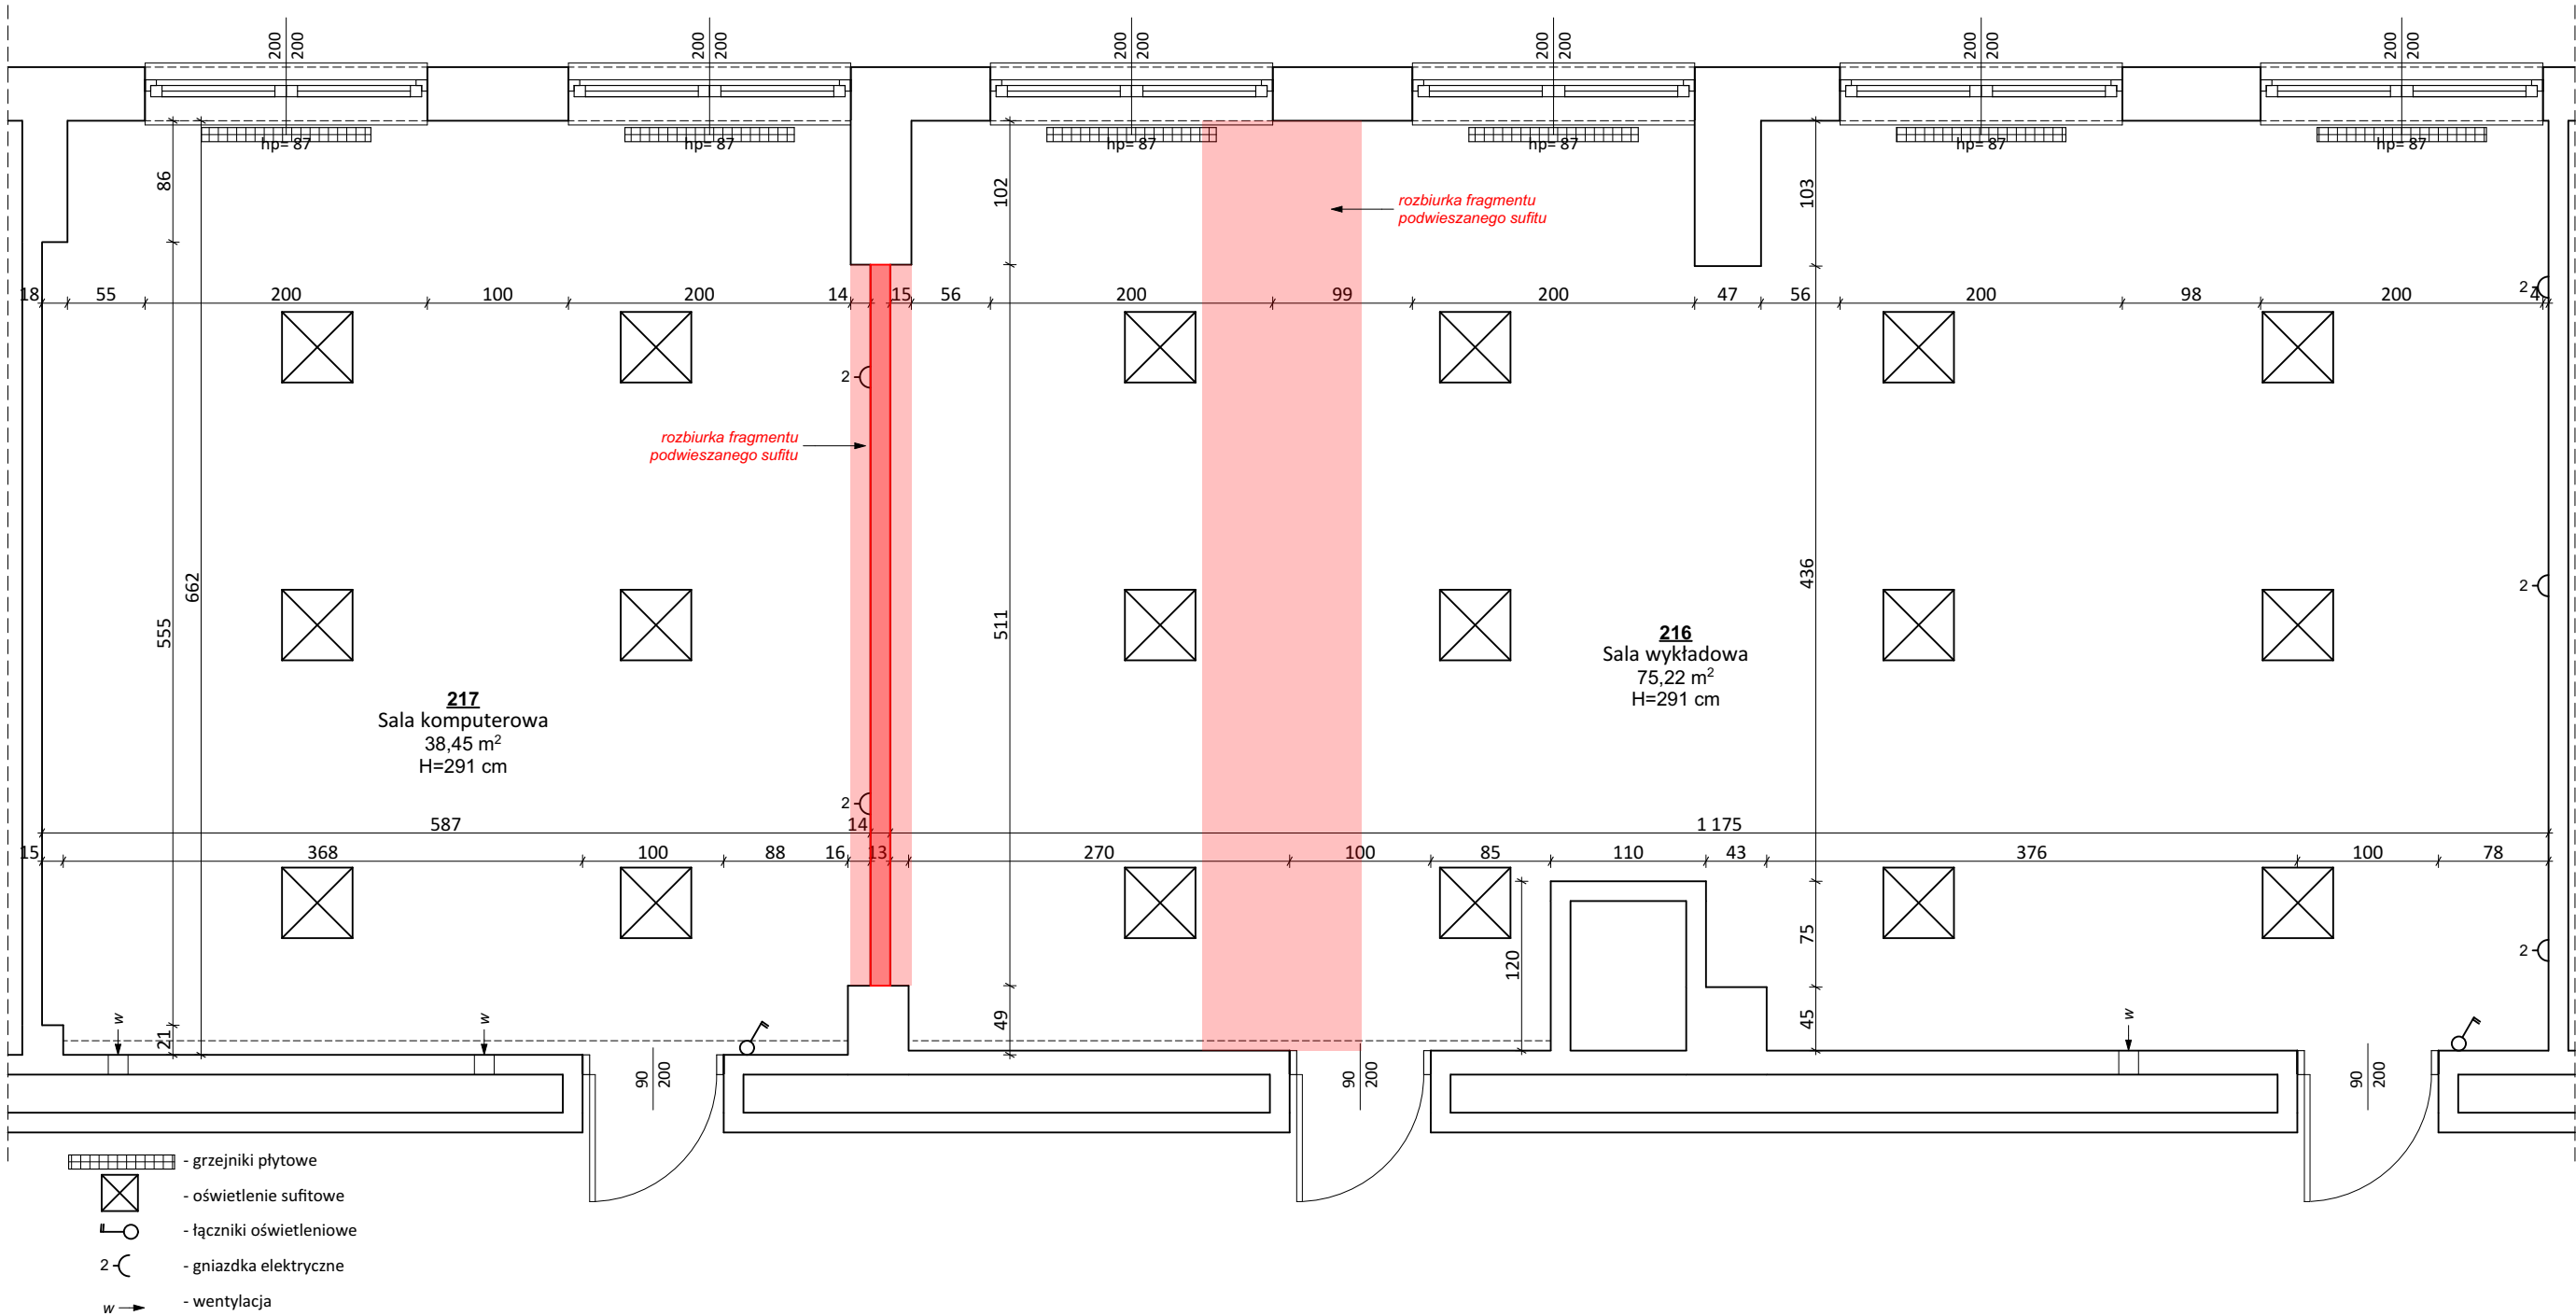 200 200 200 200 200 200 200 200 200 200 200 200
hp= 87 hp= 87 hp= 87 hp= 87 hp= 87 hp= 87
86 102 103
rozbiurka fragmentu
podwieszanego sufitu
18 55 200 100 200 14 15 56 200 99 200 47 56 200 98 200 4
2
2
rozbiurka fragmentu
podwieszanego sufitu
662 555 511 436
2
216
Sala wykładowa
75,22 m²
H=291 cm
217
Sala komputerowa
38,45 m²
H=291 cm
2
587 14 1 175
15 368 100 88 16 13 270 100 85 110 43 376 100 78
120 75
2
21 49 45
w w w
90 200 90 200 90 200
- grzejniki płytowe
- oświetlenie sufitowe
- łączniki oświetleniowe
2 - gniazdka elektryczne
w - wentylacja